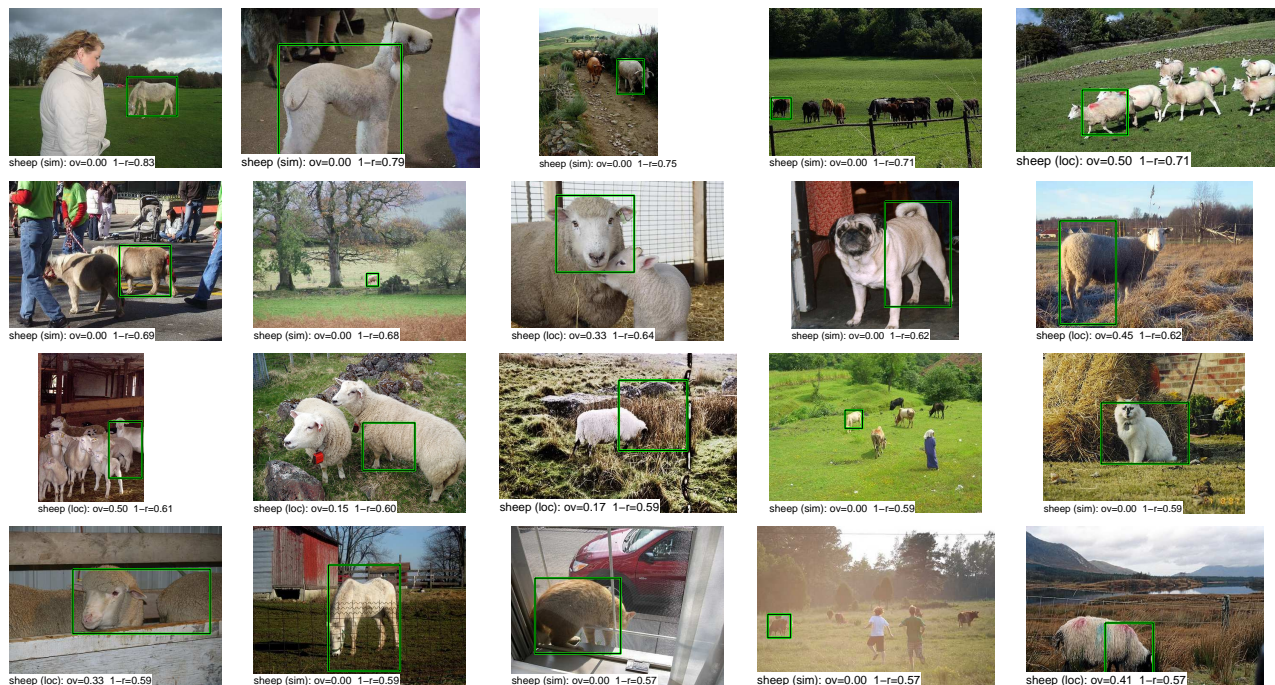 sheep (sim): ov=0.00 1−r=0.83
sheep (sim): ov=0.00 1−r=0.79
sheep (sim): ov=0.00 1−r=0.75
sheep (sim): ov=0.00 1−r=0.71
sheep (loc): ov=0.50 1−r=0.71
sheep (sim): ov=0.00 1−r=0.69
sheep (sim): ov=0.00 1−r=0.68
sheep (loc): ov=0.33 1−r=0.64
sheep (sim): ov=0.00 1−r=0.62
sheep (loc): ov=0.45 1−r=0.62
sheep (loc): ov=0.50 1−r=0.61
sheep (loc): ov=0.15 1−r=0.60
sheep (loc): ov=0.17 1−r=0.59
sheep (sim): ov=0.00 1−r=0.59
sheep (sim): ov=0.00 1−r=0.59
sheep (loc): ov=0.33 1−r=0.59
sheep (sim): ov=0.00 1−r=0.59
sheep (sim): ov=0.00 1−r=0.57
sheep (sim): ov=0.00 1−r=0.57
sheep (loc): ov=0.41 1−r=0.57